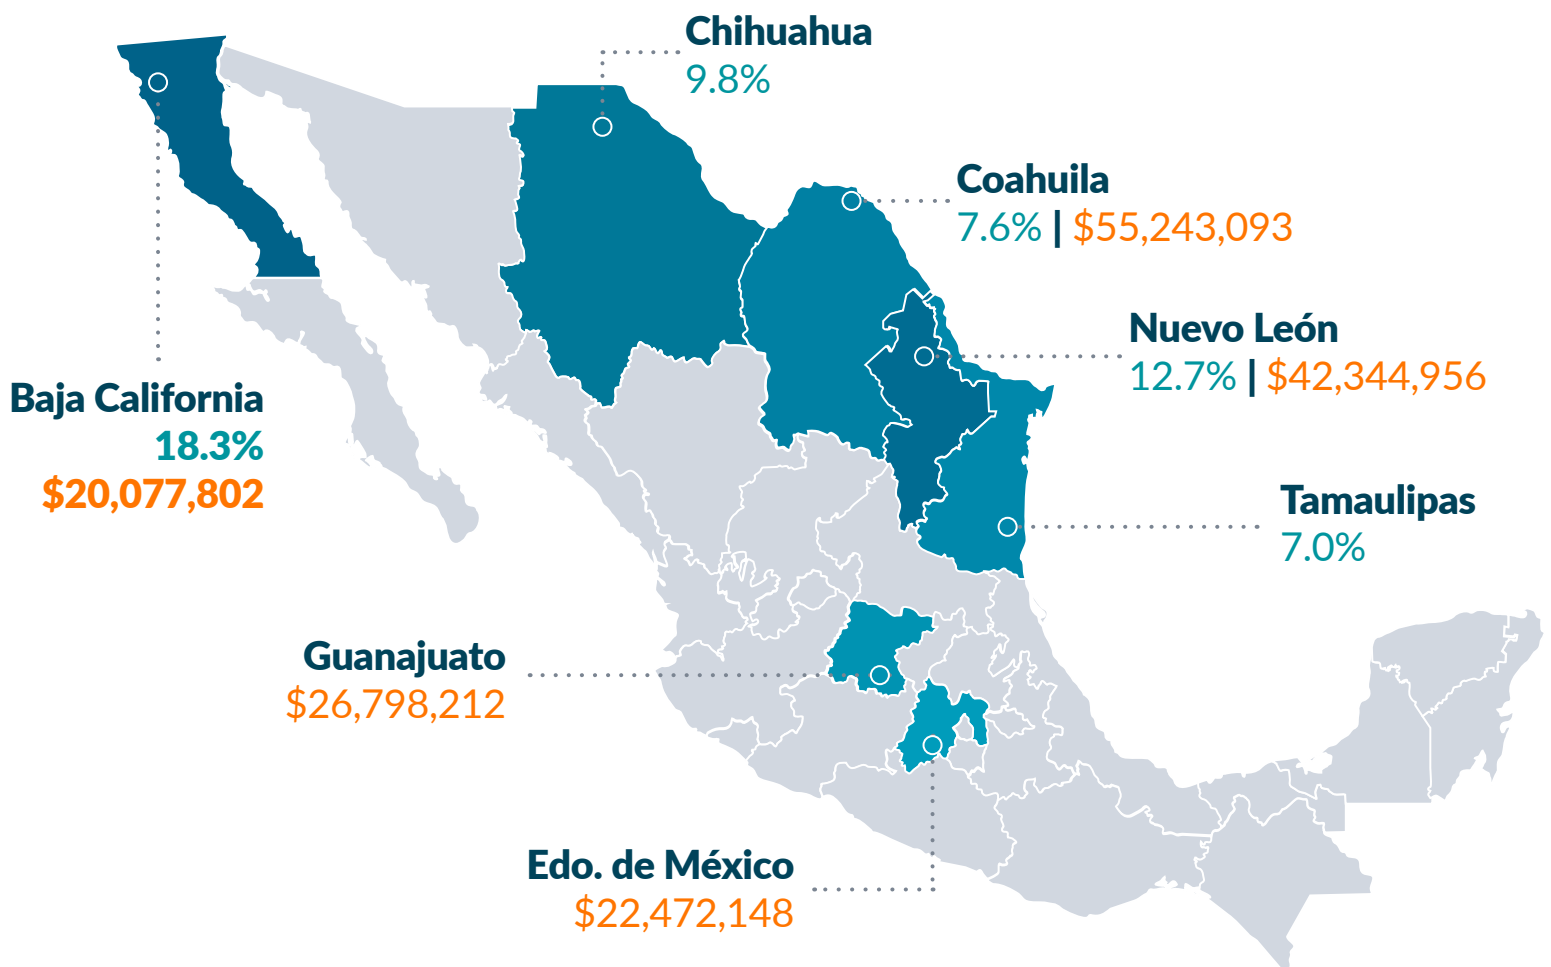 Chihuahua
9.8%
Coahuila
7.6% | $55,243,093
Nuevo León
12.7% | $42,344,956
Baja California
18.3%
$20,077,802
Tamaulipas
7.0%
Guanajuato
$26,798,212
Edo. de México
$22,472,148